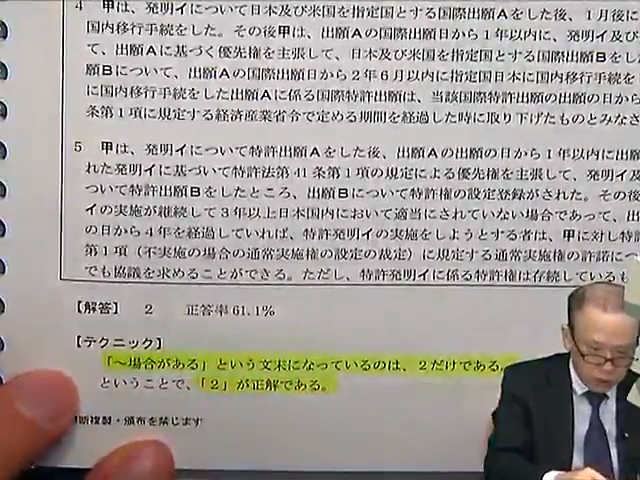 4 甲は、発明イについて日本及び米国を指定国とする国際出願Aをした後、1月後に
国内移行手続をした。その後甲は、出願Aの国際出願日から1年以内に、発明イ及び
て、出願Aに基づく優先権を主張して、日本及び米国を指定国とする国際出願Bをし
願Bについて、出願Aの国際出願日から2年6月以内に指定国日本に国内移行手続を
に国内移行手続をした出願Aに係る国際特許出願は、当該国際特許出願の出願の日から
条第1項に規定する経済産業省令で定める期間を経過した時に取り下げたものとみなさ
5 甲は、発明イについて特許出願Aをした後、出願Aの出願の日から1年以内に出願
れた発明イに基づいて特許法第41条第1項の規定による優先権を主張して、発明イ及
ついて特許出願Bをしたところ、出願Bについて特許権の設定登録がされた。その後
イの実施が継続して3年以上日本国内において適当にされていない場合であって、出
の日から4年を経過していれば、特許発明イの実施をしようとする者は、甲に対し特許
第1項（不実施の場合の通常実施権の設定の裁定）に規定する通常実施権の許諾につ
でも協議を求めることができる。ただし、特許発明イに係る特許権は存続しているも
【解答】 2 正答率61.1%
【テクニック】
「～場合がある」という文末になっているのは、2だけである。
ということで、「2」が正解である。
断複製・頒布を禁じます